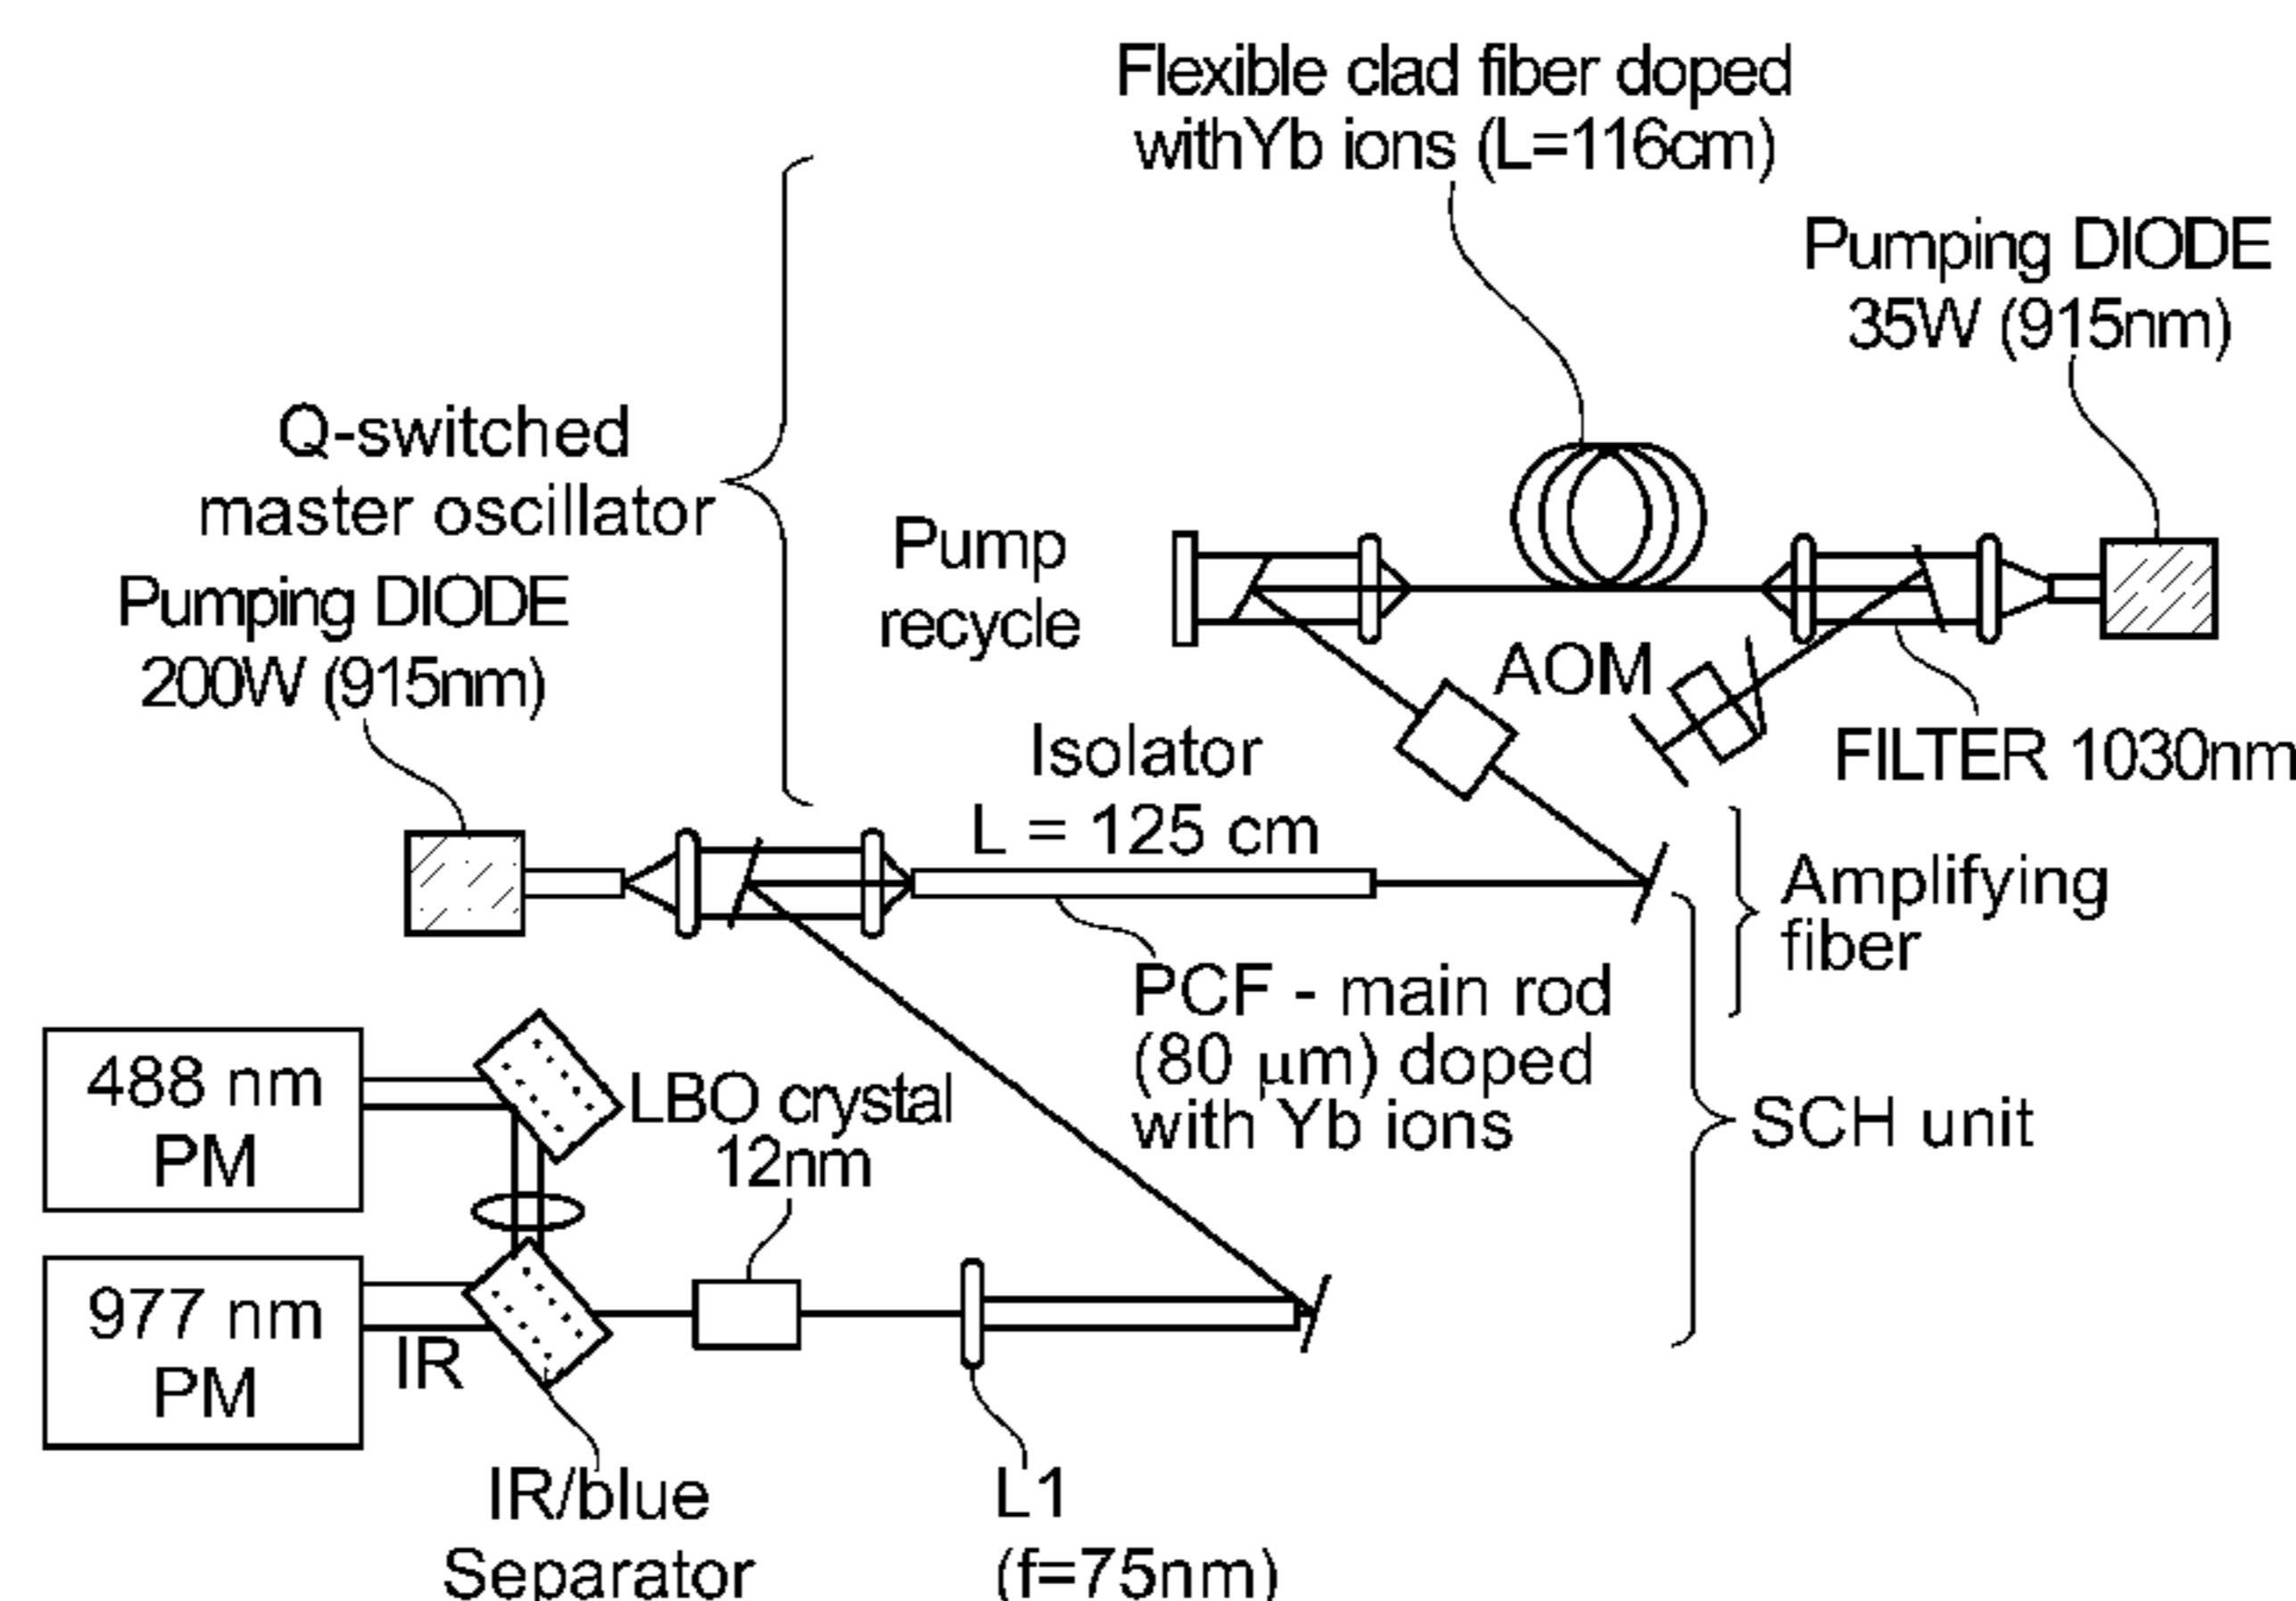 Flexible clad fiber doped
withYb ions (L=116cm)
Pumping DIODE
35W (915nm)
Q-switched
master oscillator
Pump
recycle
Pumping DIODE
200W (915nm)
AOM
FILTER 1030nm
Isolator
L = 125 cm
Amplifying
fiber
PCF - main rod
(80 μm) doped
with Yb ions
SCH unit
488 nm
PM
LBO crystal
12nm
977 nm
PM
IR
IR/blue
Separator
L1
(f=75nm)